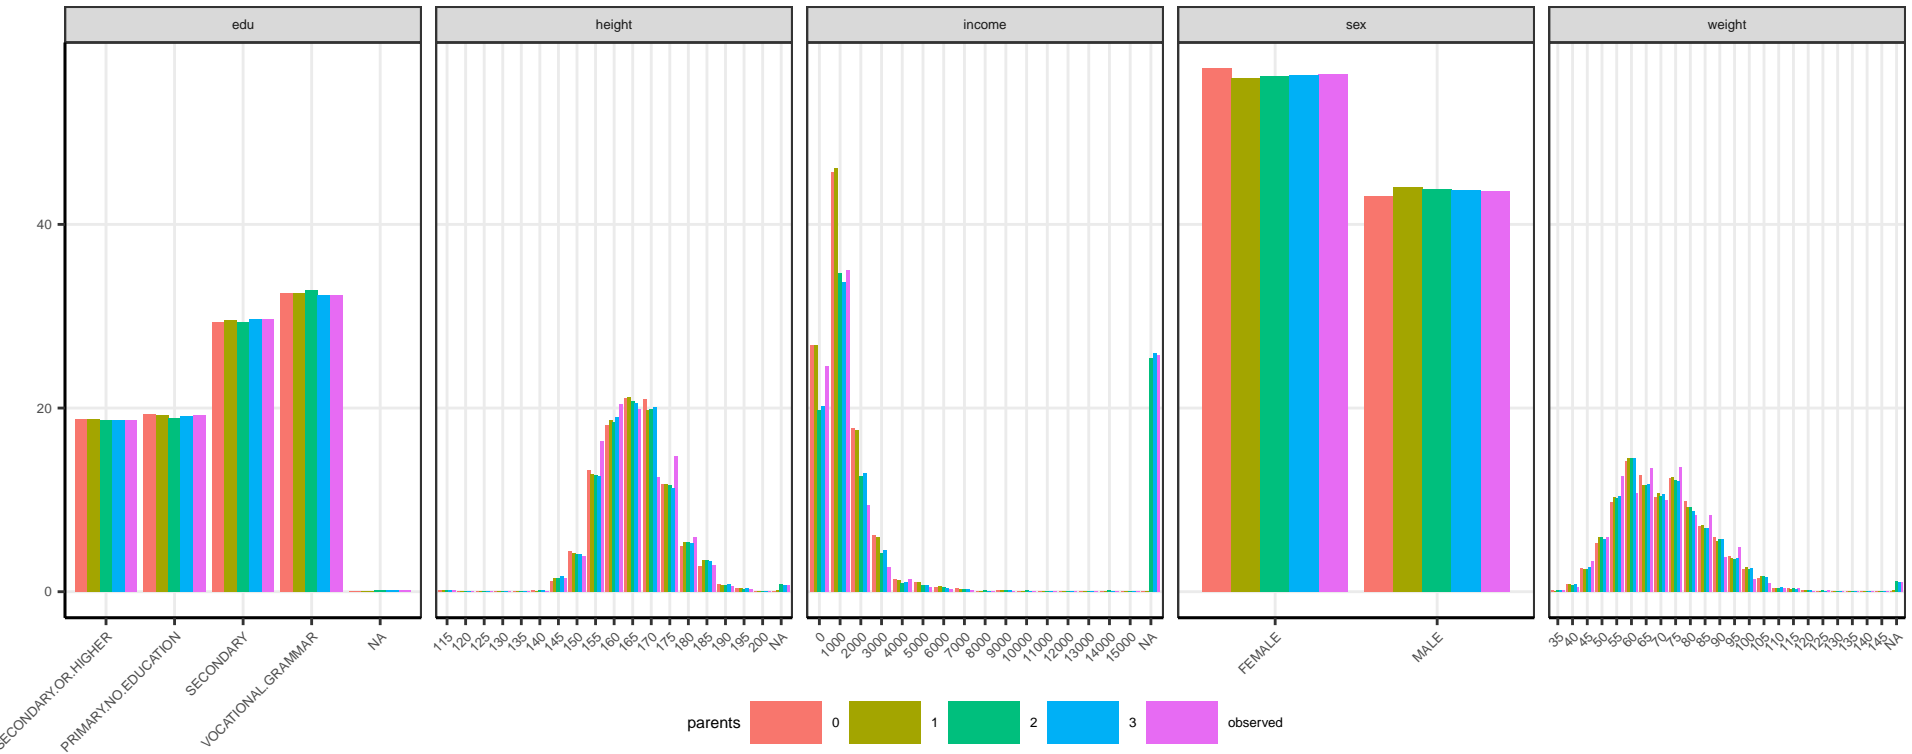 edu height income sex weight
40
20
0
SECONDARY.OR.HIGHER PRIMARY.NO.EDUCATION SECONDARY VOCATIONAL.GRAMMAR NA
115 120 125 130 135 140 145 150 155 160 165 170 175 180 185 190 195 200 NA
0 1000 2000 3000 4000 5000 6000 7000 8000 9000 10000 11000 12000 13000 14000 15000 NA
FEMALE MALE
35 40 45 50 55 60 65 70 75 80 85 90 95 100 105 110 115 120 125 130 135 140 145 NA
parents 0 1 2 3 observed